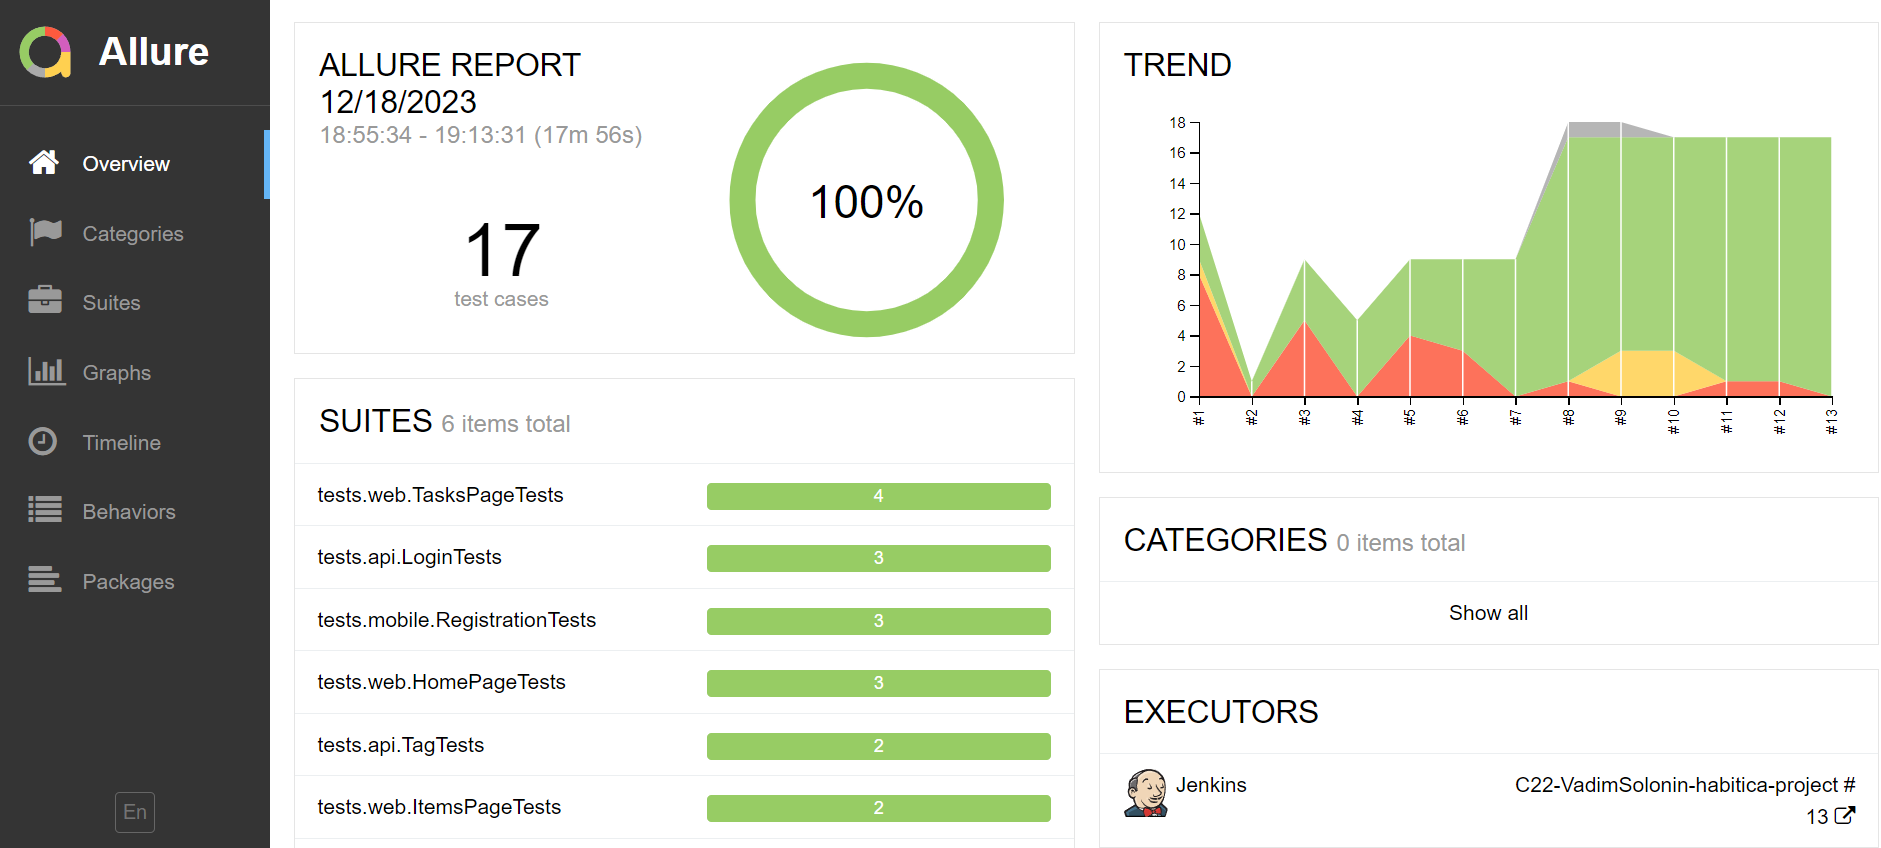 Allure
Overview
Categories
Suites
Graphs
Timeline
Behaviors
Packages
En
ALLURE REPORT
12/18/2023
18:55:34 - 19:13:31 (17m 56s)
17
test cases
100%
SUITES 6 items total
tests.web.TasksPageTests 4
tests.api.LoginTests 3
tests.mobile.RegistrationTests 3
tests.web.HomePageTests 3
tests.api.TagTests 2
tests.web.ItemsPageTests 2
TREND
18
16
14
12
10
8
6
4
2
0
#1 #2 #3 #4 #5 #6 #7 #8 #9 #10 #11 #12 #13
CATEGORIES 0 items total
Show all
EXECUTORS
Jenkins C22-VadimSolonin-habitica-project #
13